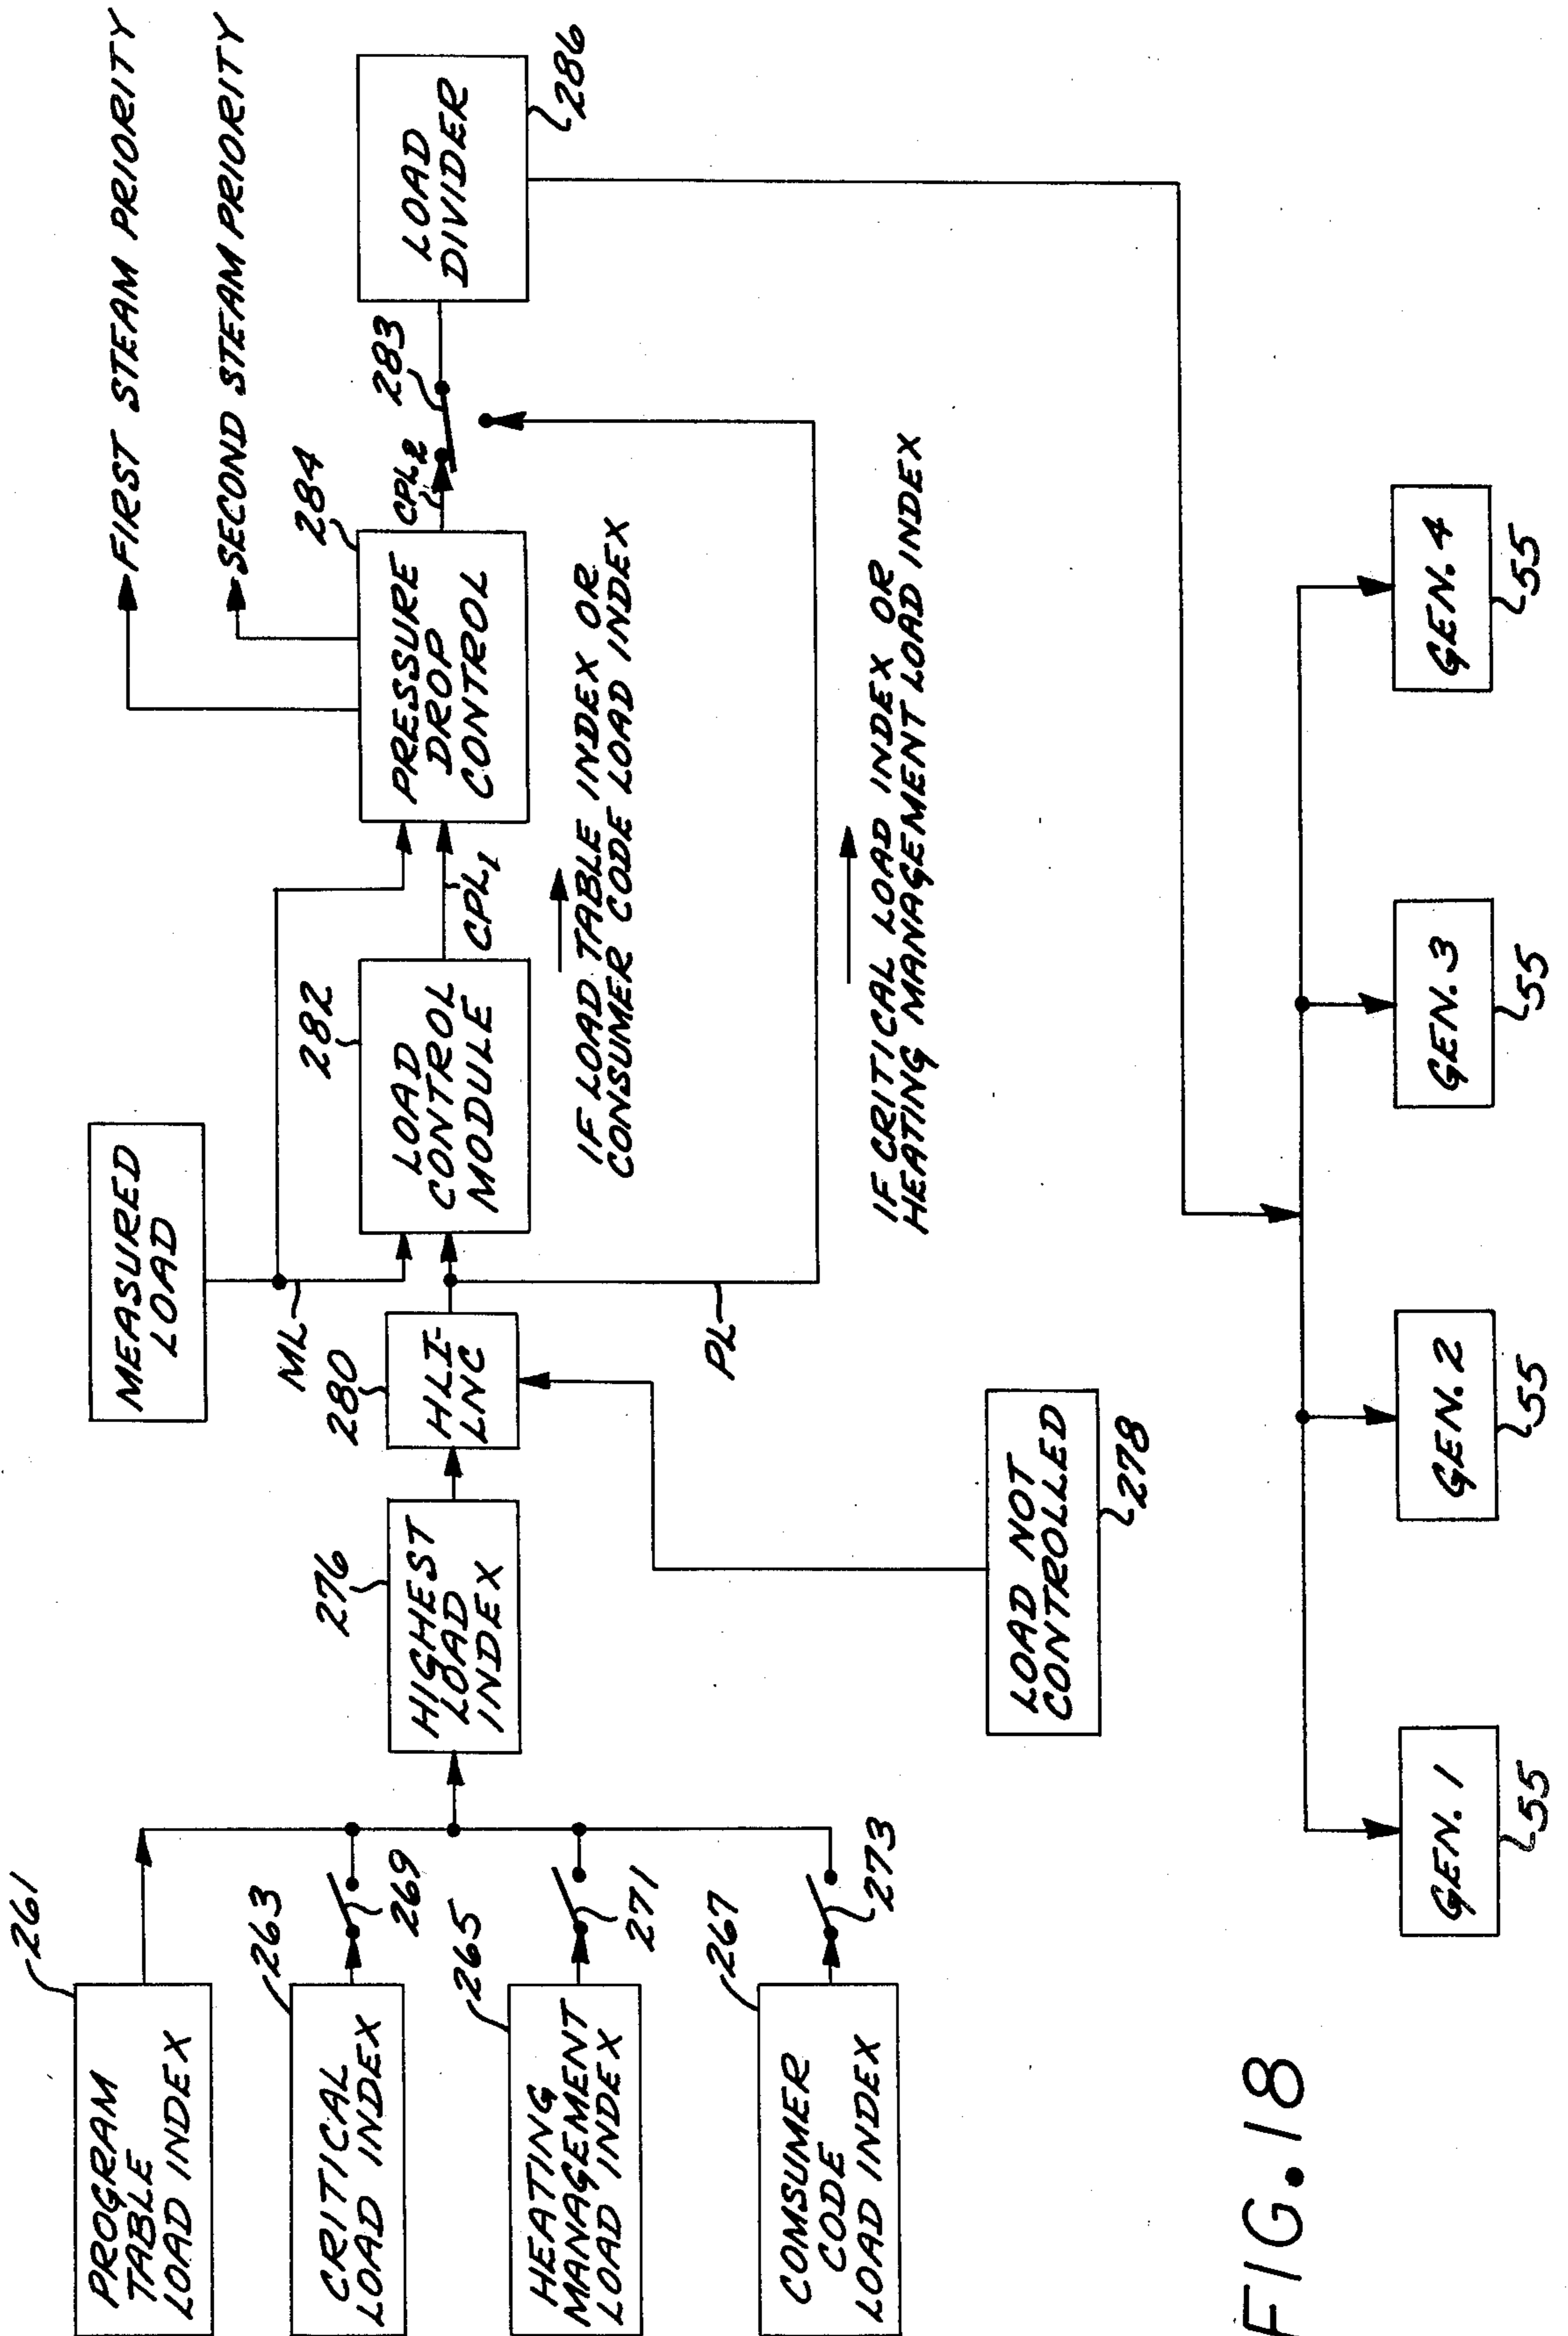 261
PROGRAM
TABLE
LOAD INDEX
263
CRITICAL
LOAD INDEX
269
265
HEATING
MANAGEMENT
LOAD INDEX
271
267
COMSUMER
CODE
LOAD INDEX
273
276
HIGHEST
LOAD
INDEX
LOAD NOT
CONTROLLED
278
280
HLI-
LNC
MEASURED
LOAD
ML
PL
282
LOAD
CONTROL
MODULE
CPL1
IF LOAD TABLE INDEX OR
CONSUMER CODE LOAD INDEX
IF CRITICAL LOAD INDEX OR
HEATING MANAGEMENT LOAD INDEX
284
PRESSURE
DROP
CONTROL
FIRST STEAM PRIORITY
SECOND STEAM PRIORITY
CPL2
283
LOAD
DIVIDER
286
GEN. 1
55
GEN. 2
55
GEN. 3
55
GEN. 4
55
FIG. 18